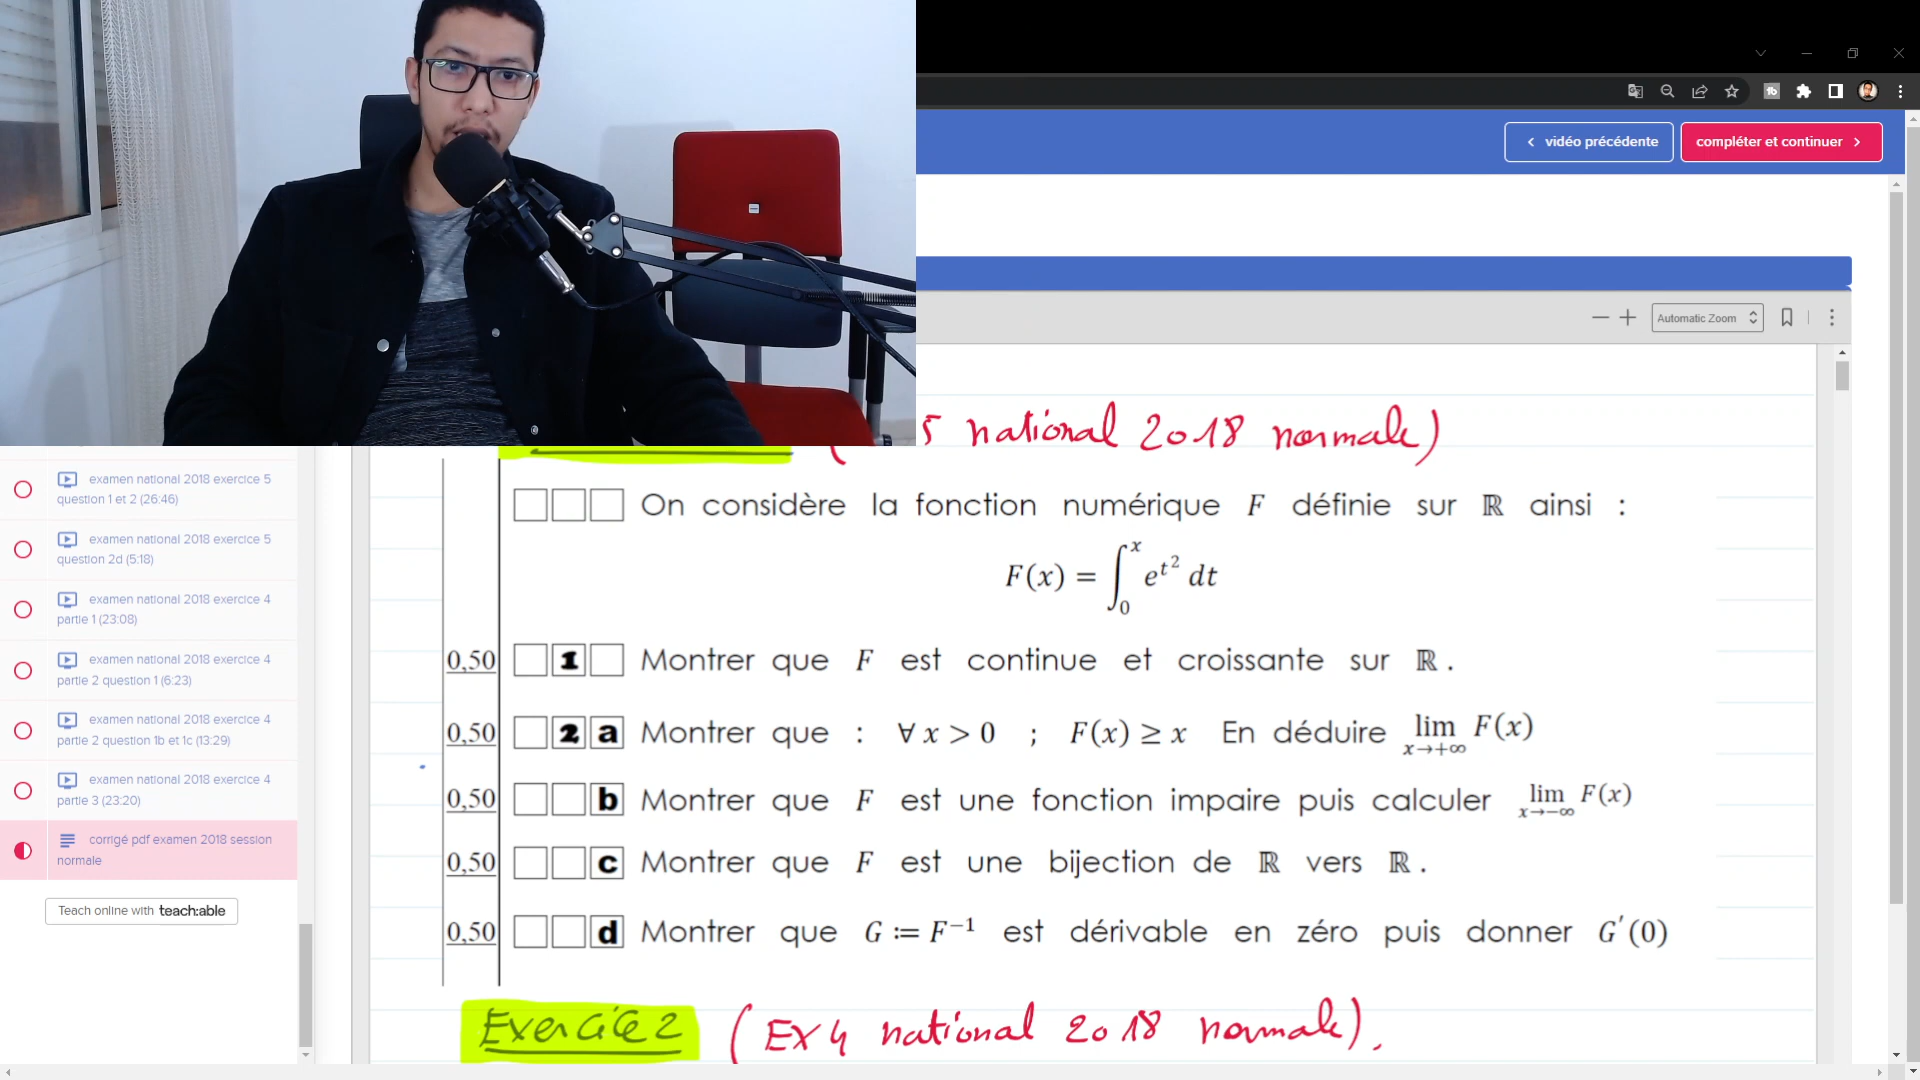 vidéo précédente
compléter et continuer
Automatic Zoom
5 national 2018 normale)
examen national 2018 exercice 5
question 1 et 2 (26:46)
examen national 2018 exercice 5
question 2d (5:18)
examen national 2018 exercice 4
partie 1 (23:08)
examen national 2018 exercice 4
partie 2 question 1 (6:23)
examen national 2018 exercice 4
partie 2 question 1b et 1c (13:29)
examen national 2018 exercice 4
partie 3 (23:20)
corrigé pdf examen 2018 session
normale
Teach online with teach:able
On considère la fonction numérique F définie sur ℝ ainsi :
F(x) = ∫₀ˣ e^{t²} dt
0,50 1 Montrer que F est continue et croissante sur ℝ .
0,50 2 a Montrer que : ∀ x > 0 ; F(x) ≥ x En déduire lim x→+∞ F(x)
0,50 b Montrer que F est une fonction impaire puis calculer lim x→−∞ F(x)
0,50 c Montrer que F est une bijection de ℝ vers ℝ .
0,50 d Montrer que G ≔ F⁻¹ est dérivable en zéro puis donner G′(0)
Exercice 2 (Ex 4 national 2018 normale).